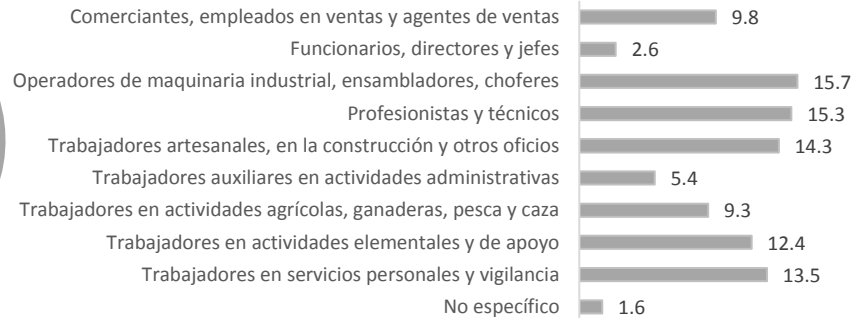 Comerciantes, empleados en ventas y agentes de ventas 9.8
Funcionarios, directores y jefes 2.6
Operadores de maquinaria industrial, ensambladores, choferes 15.7
Profesionistas y técnicos 15.3
Trabajadores artesanales, en la construcción y otros oficios 14.3
Trabajadores auxiliares en actividades administrativas 5.4
Trabajadores en actividades agrícolas, ganaderas, pesca y caza 9.3
Trabajadores en actividades elementales y de apoyo 12.4
Trabajadores en servicios personales y vigilancia 13.5
No específico 1.6